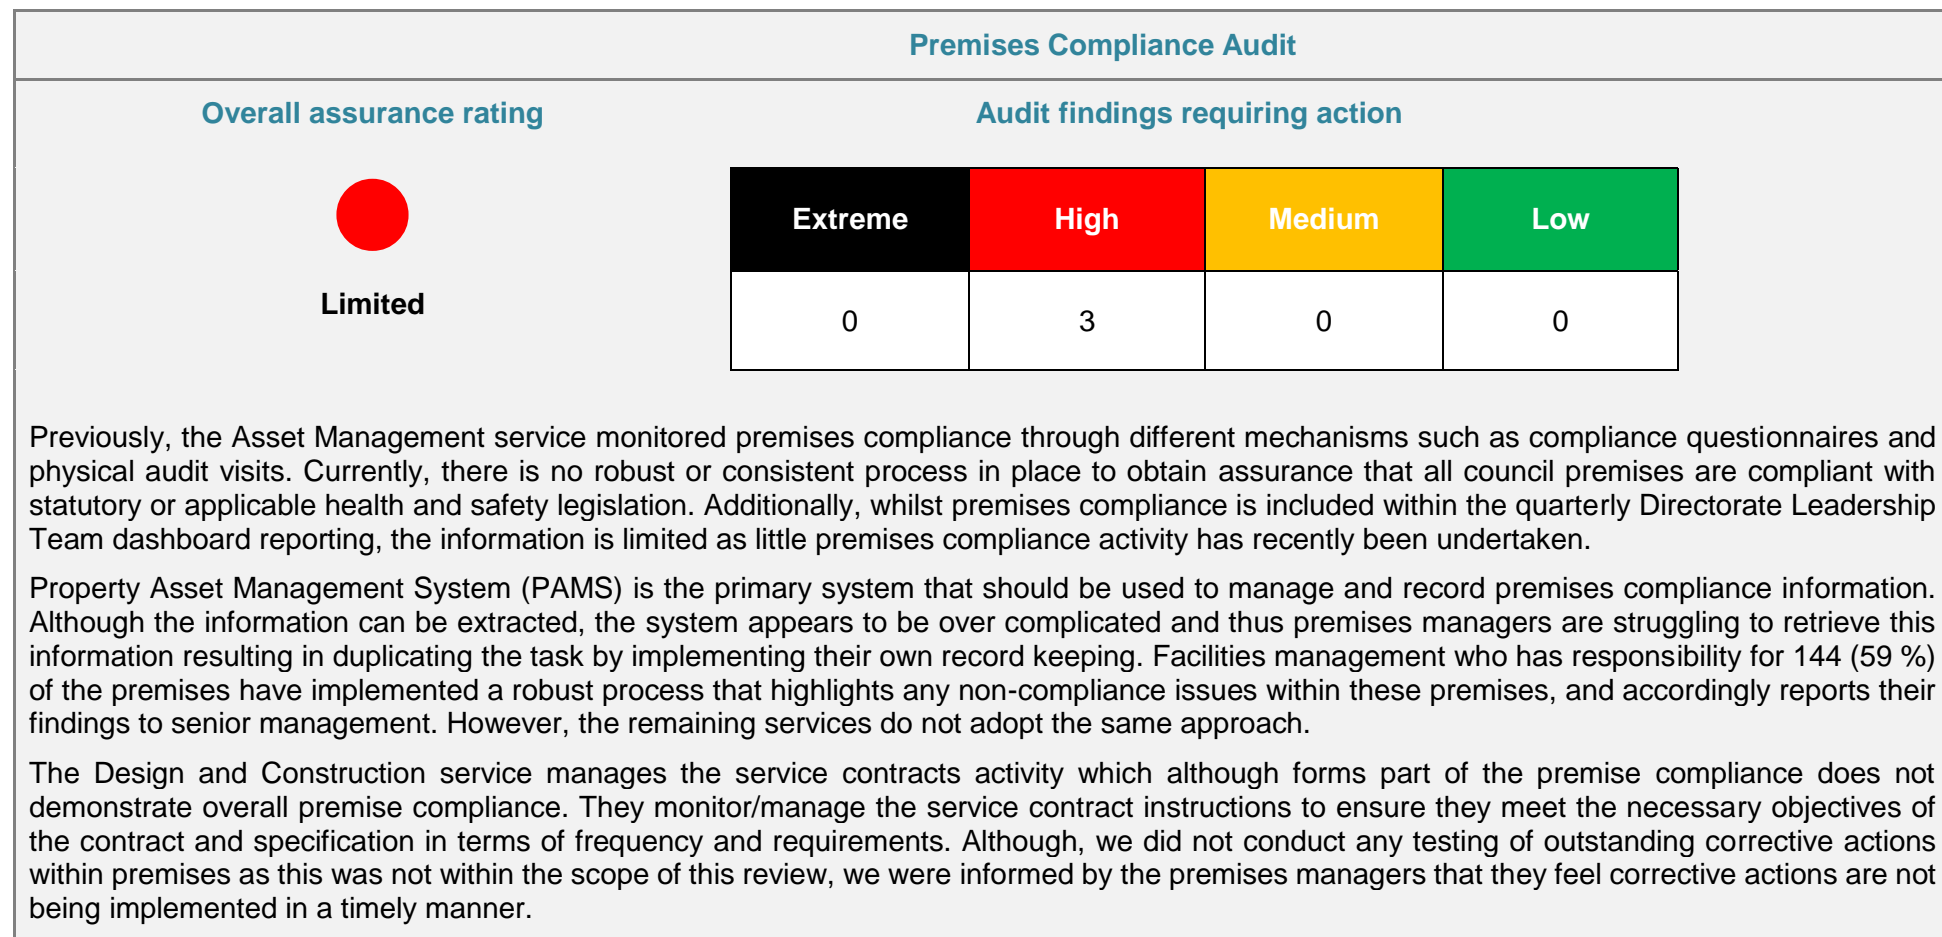 Premises Compliance Audit
Overall assurance rating
Audit findings requiring action
Extreme High Medium Low
Limited
0 3 0 0
Previously, the Asset Management service monitored premises compliance through different mechanisms such as compliance questionnaires and
physical audit visits. Currently, there is no robust or consistent process in place to obtain assurance that all council premises are compliant with
statutory or applicable health and safety legislation. Additionally, whilst premises compliance is included within the quarterly Directorate Leadership
Team dashboard reporting, the information is limited as little premises compliance activity has recently been undertaken.
Property Asset Management System (PAMS) is the primary system that should be used to manage and record premises compliance information.
Although the information can be extracted, the system appears to be over complicated and thus premises managers are struggling to retrieve this
information resulting in duplicating the task by implementing their own record keeping. Facilities management who has responsibility for 144 (59 %)
of the premises have implemented a robust process that highlights any non-compliance issues within these premises, and accordingly reports their
findings to senior management. However, the remaining services do not adopt the same approach.
The Design and Construction service manages the service contracts activity which although forms part of the premise compliance does not
demonstrate overall premise compliance. They monitor/manage the service contract instructions to ensure they meet the necessary objectives of
the contract and specification in terms of frequency and requirements. Although, we did not conduct any testing of outstanding corrective actions
within premises as this was not within the scope of this review, we were informed by the premises managers that they feel corrective actions are not
being implemented in a timely manner.